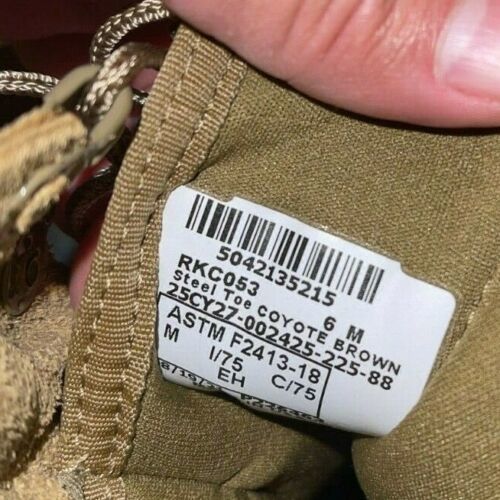 5042135215
RKC053 6 M
Steel Toe COYOTE BROWN
25CY27-002425-225-88
ASTM F2413-18
M I/75 C/75
EH